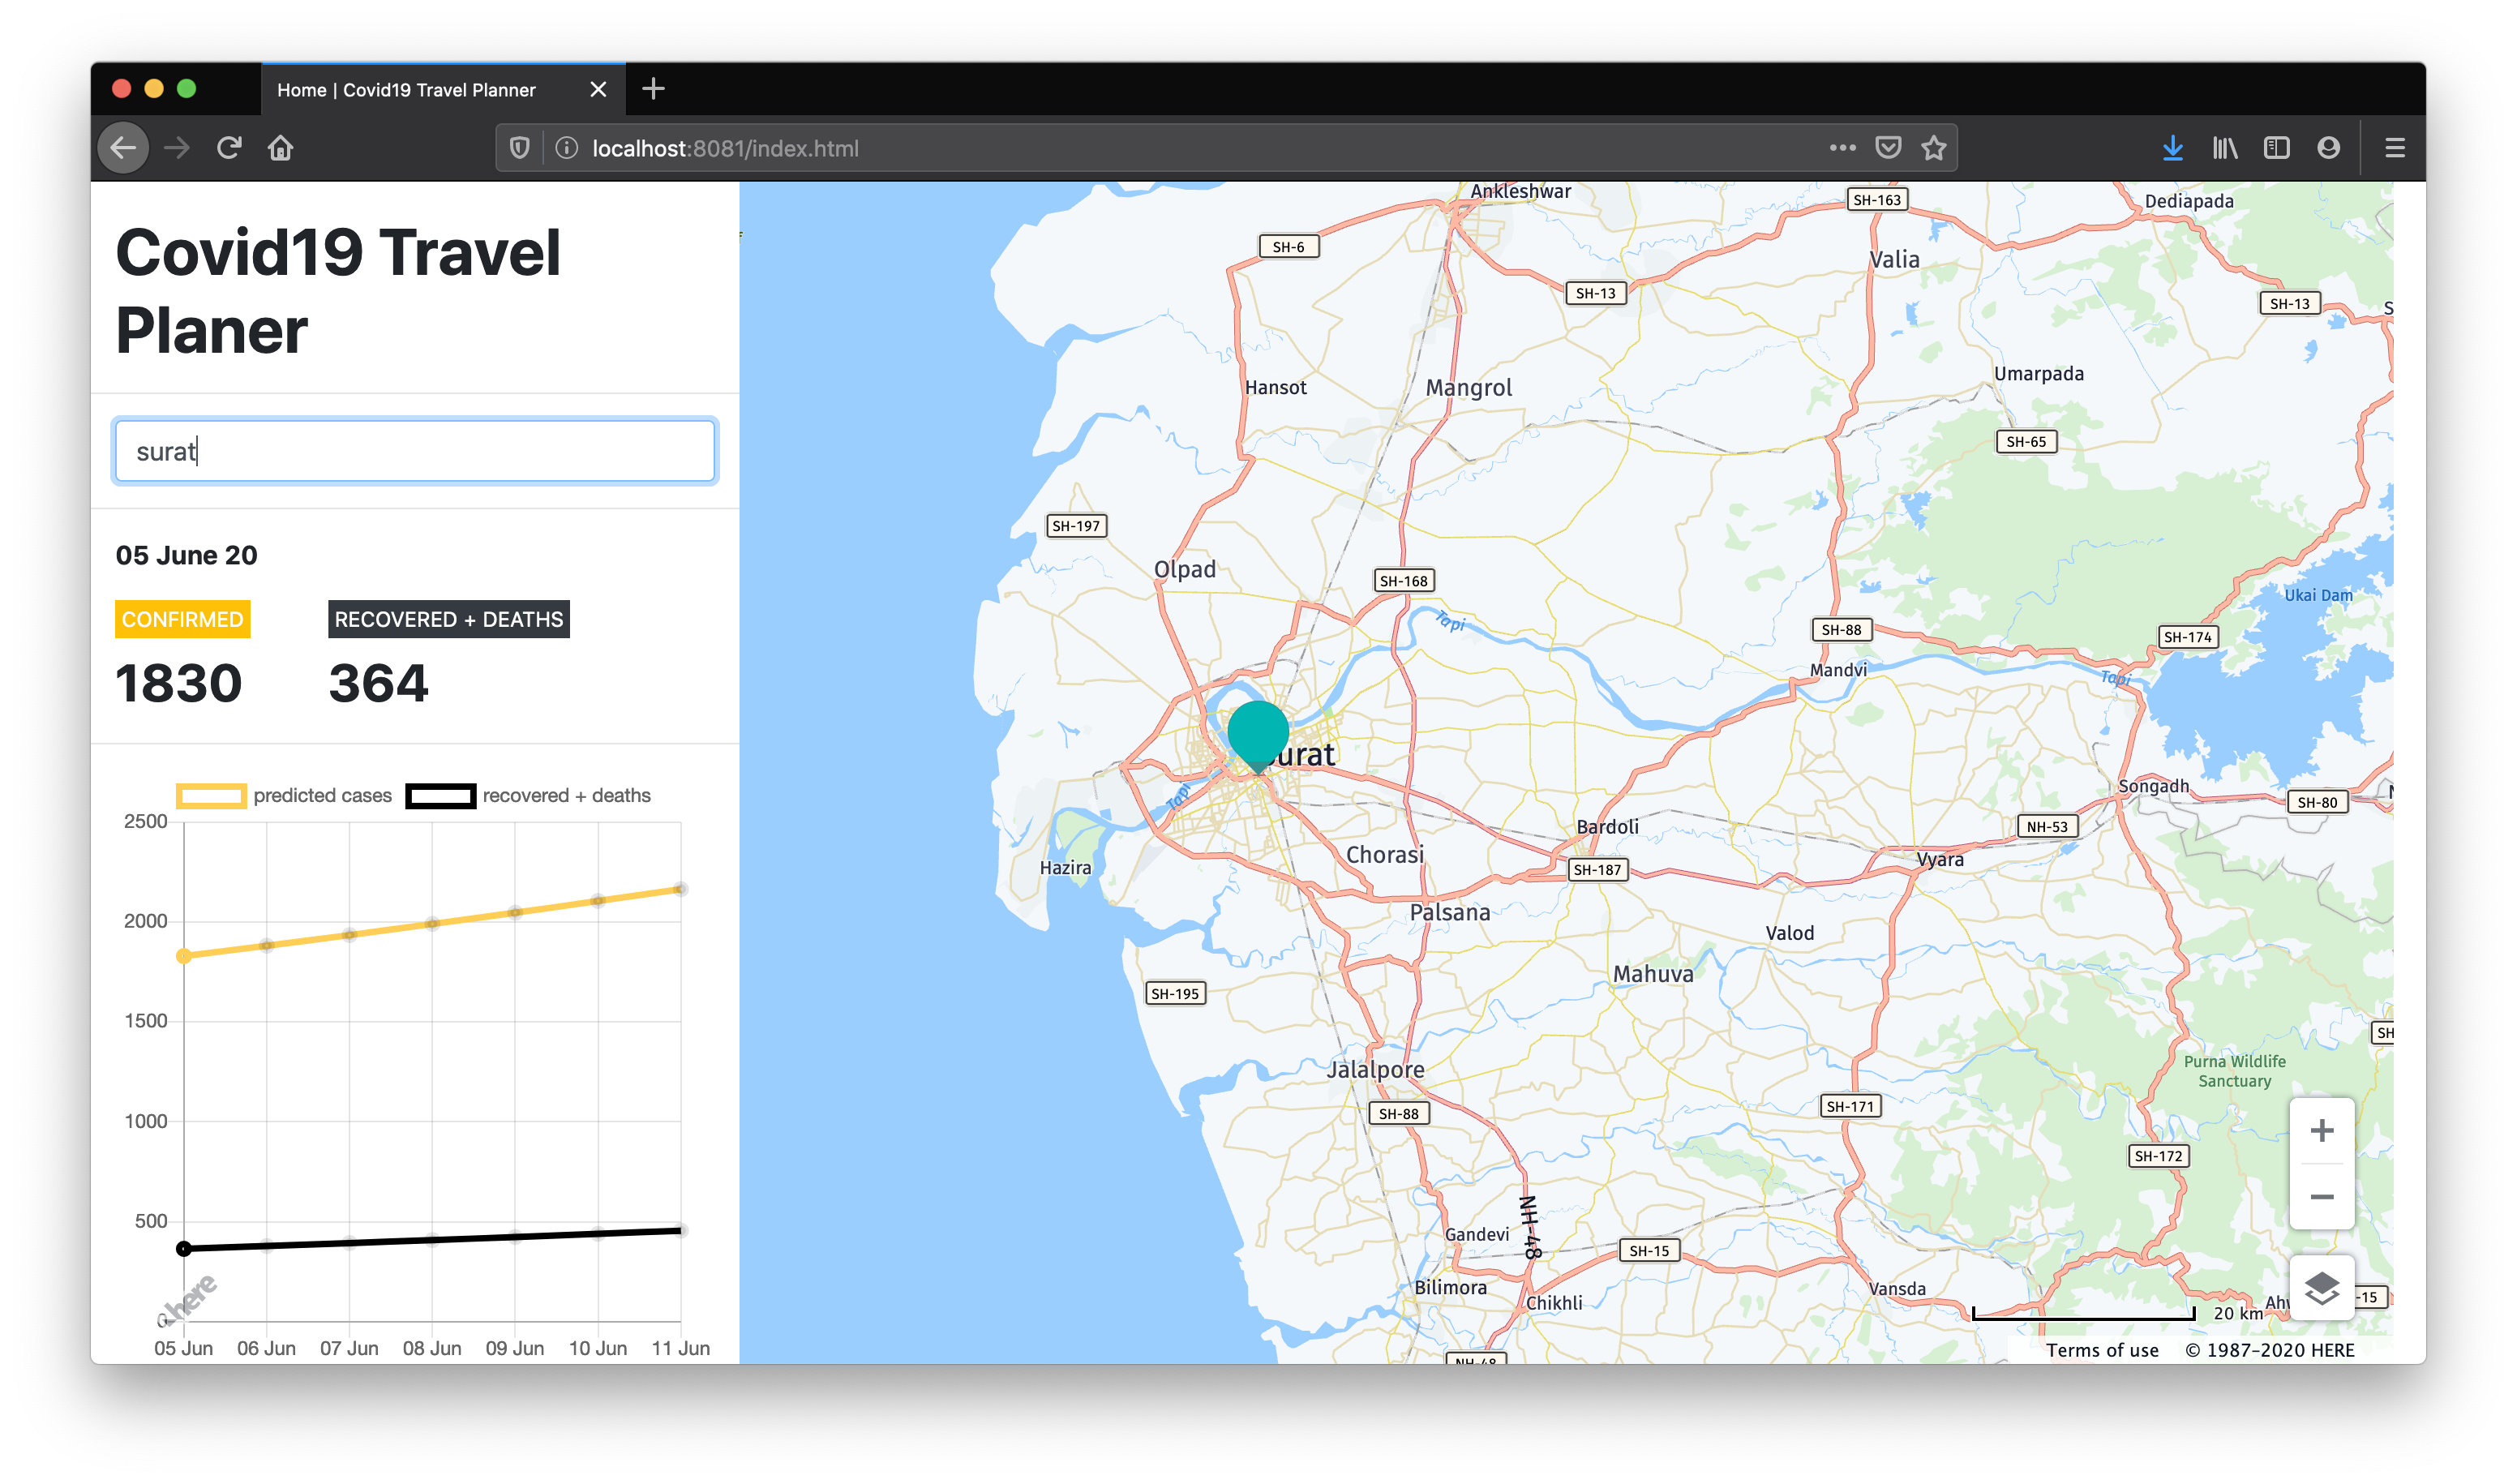 Home | Covid19 Travel Planner
localhost:8081/index.html
Covid19 Travel
Planer
surat
05 June 20
CONFIRMED
RECOVERED + DEATHS
1830
364
predicted cases
recovered + deaths
2500
2000
1500
1000
500
0
here
05 Jun
06 Jun
07 Jun
08 Jun
09 Jun
10 Jun
11 Jun
Ankleshwar
SH-163
Dediapada
SH-6
Valia
SH-13
SH-13
Hansot
Mangrol
Umarpada
SH-65
SH-197
Olpad
SH-168
Ukai Dam
Tapi
SH-88
SH-174
Mandvi
Tapi
Surat
Songadh
Tapi
SH-80
Bardoli
NH-53
Chorasi
Vyara
Hazira
SH-187
Palsana
Valod
Mahuva
SH-195
SH
Purna Wildlife
Sanctuary
Jalalpore
SH-171
SH-88
SH-172
NH-48
Gandevi
SH-15
Bilimora
Vansda
-15
Chikhli
20 km
NH-48
Terms of use
© 1987–2020 HERE